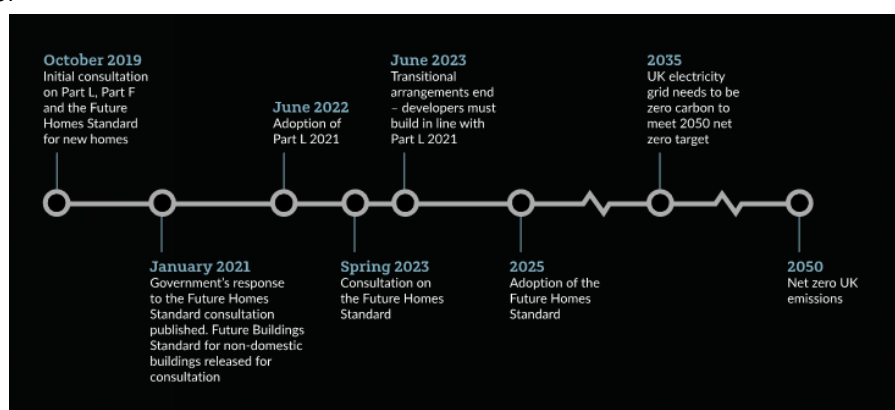 October 2019
Initial consultation
on Part L, Part F
and the Future
Homes Standard
for new homes
January 2021
Government's response
to the Future Homes
Standard consultation
published. Future Buildings
Standard for non-domestic
buildings released for
consultation
June 2022
Adoption of
Part L 2021
Spring 2023
Consultation on
the Future Homes
Standard
June 2023
Transitional
arrangements end
– developers must
build in line with
Part L 2021
2025
Adoption of the
Future Homes
Standard
2035
UK electricity
grid needs to be
zero carbon to
meet 2050 net
zero target
2050
Net zero UK
emissions